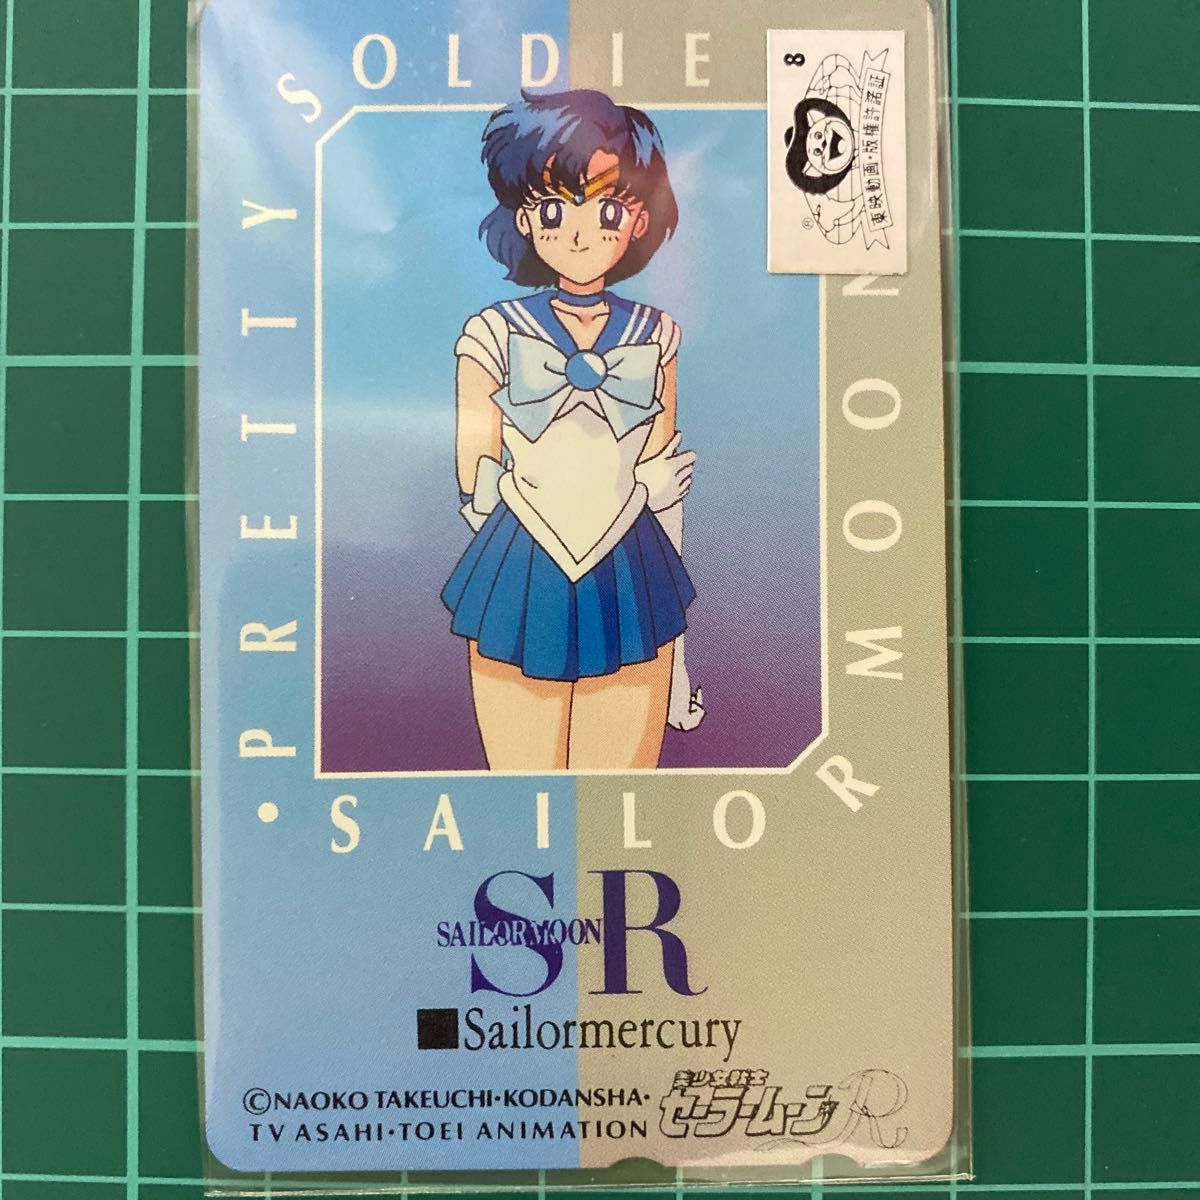 PRETTY SOLDIE
・SAILOR MOON
8
東映動画・版権許諾証
®
SR
SAILORMOON
■Sailormercury
©NAOKO TAKEUCHI・KODANSHA・
TV ASAHI・TOEI ANIMATION
美少女戦士
セーラームーンR